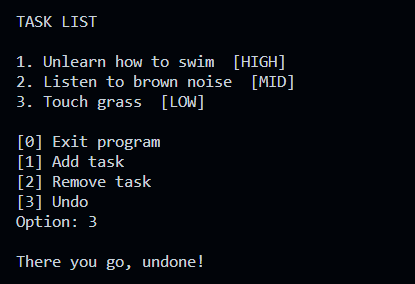 TASK LIST
1. Unlearn how to swim [HIGH]
2. Listen to brown noise [MID]
3. Touch grass [LOW]
[0] Exit program
[1] Add task
[2] Remove task
[3] Undo
Option: 3
There you go, undone!